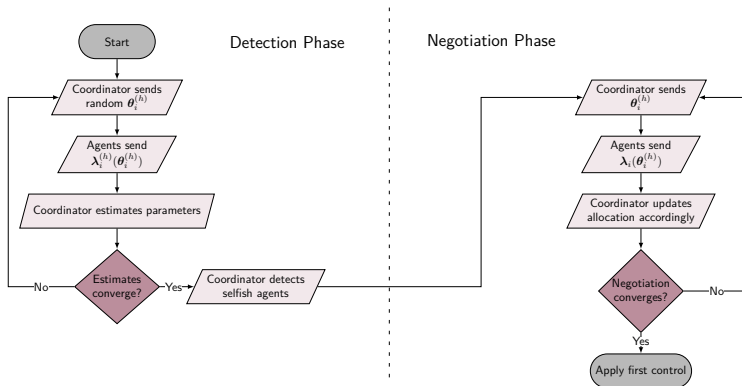 Detection Phase
Start
Coordinator sends
random θ_i^(h)
Agents send
λ_i^(h)(θ_i^(h))
Coordinator estimates parameters
Estimates
converge?
No
Yes
Coordinator detects
selfish agents
Negotiation Phase
Coordinator sends
θ_i^(h)
Agents send
λ_i(θ_i^(h))
Coordinator updates
allocation accordingly
Negotiation
converges?
No
Yes
Apply first control